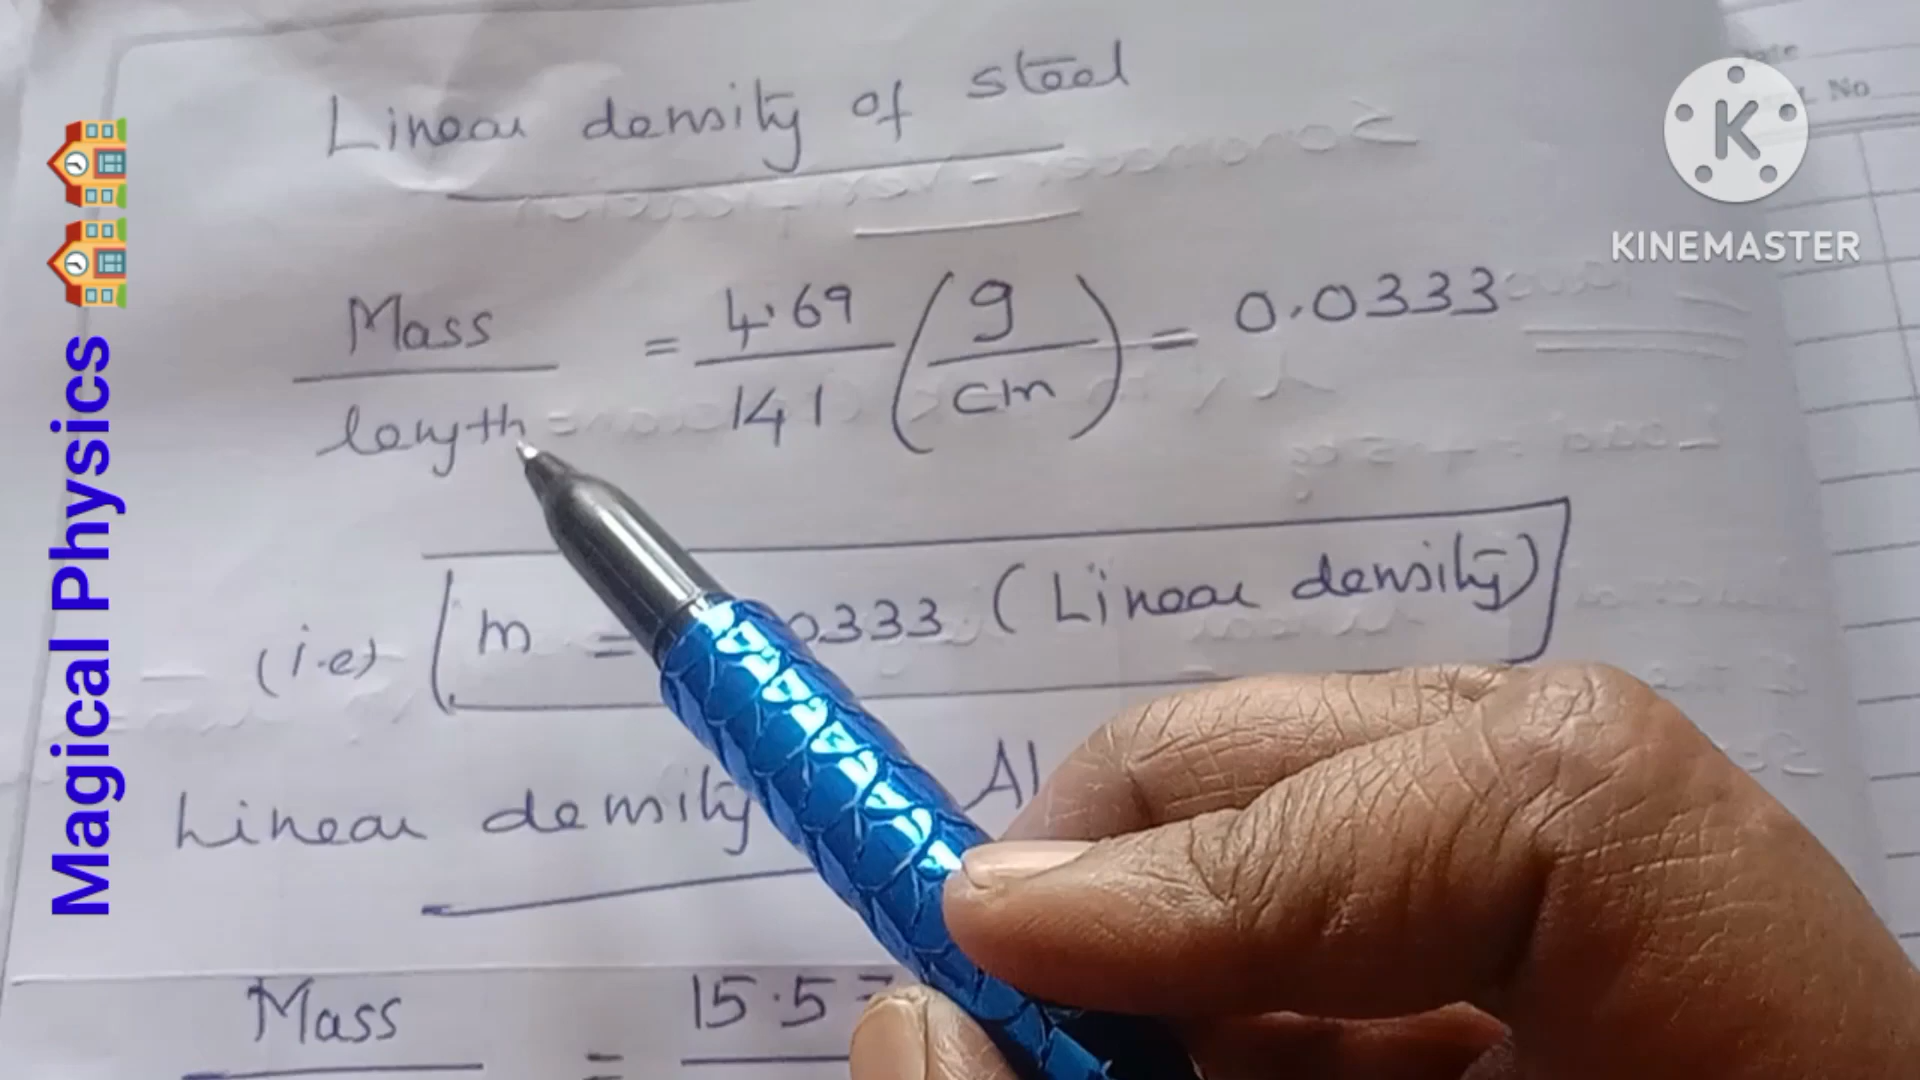 Linear density of steel
Mass / length = 4.69 / 141 (g / cm) = 0.0333
(i.e) m = 0333 (Linear density)
Linear density Al
Mass = 15.5
Magical Physics
KINEMASTER
No